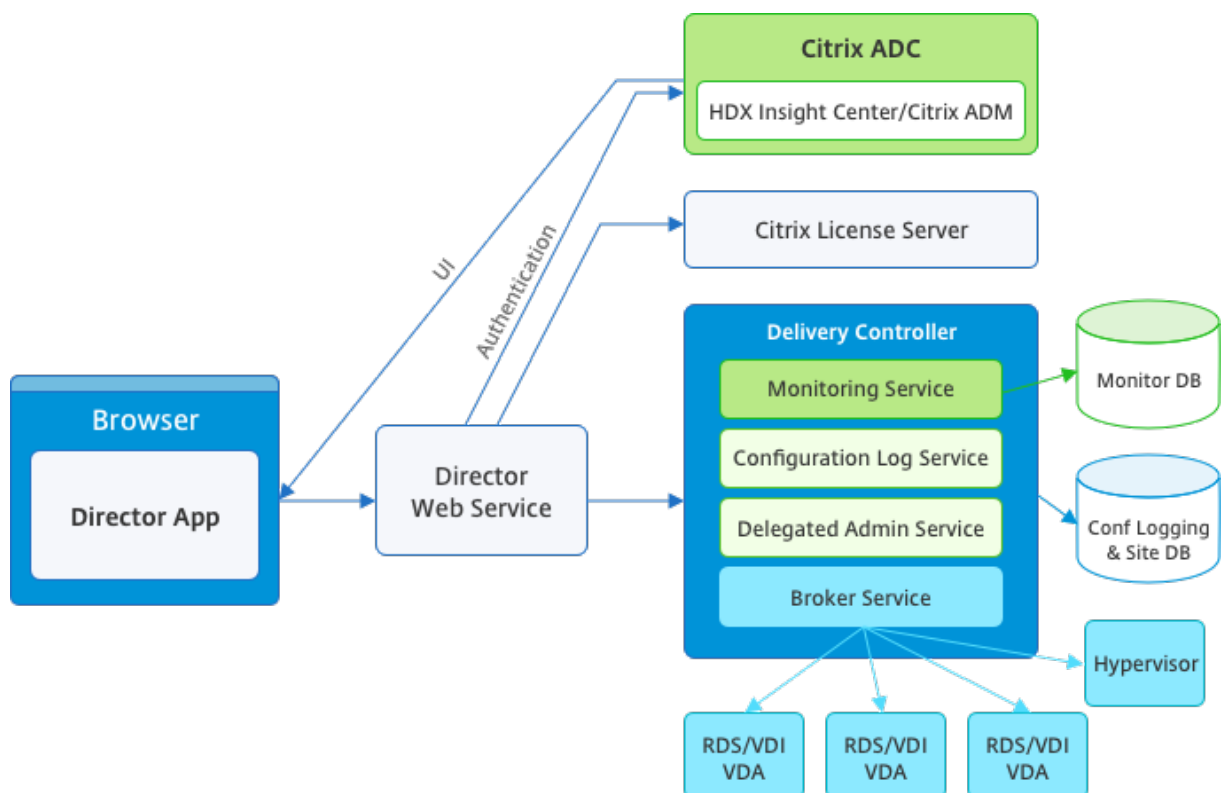 Citrix ADC
HDX Insight Center/Citrix ADM
UI
Authentication
Citrix License Server
Delivery Controller
Monitoring Service
Monitor DB
Browser
Director App
Director
Web Service
Configuration Log Service
Delegated Admin Service
Conf Logging
& Site DB
Broker Service
Hypervisor
RDS/VDI
VDA
RDS/VDI
VDA
RDS/VDI
VDA